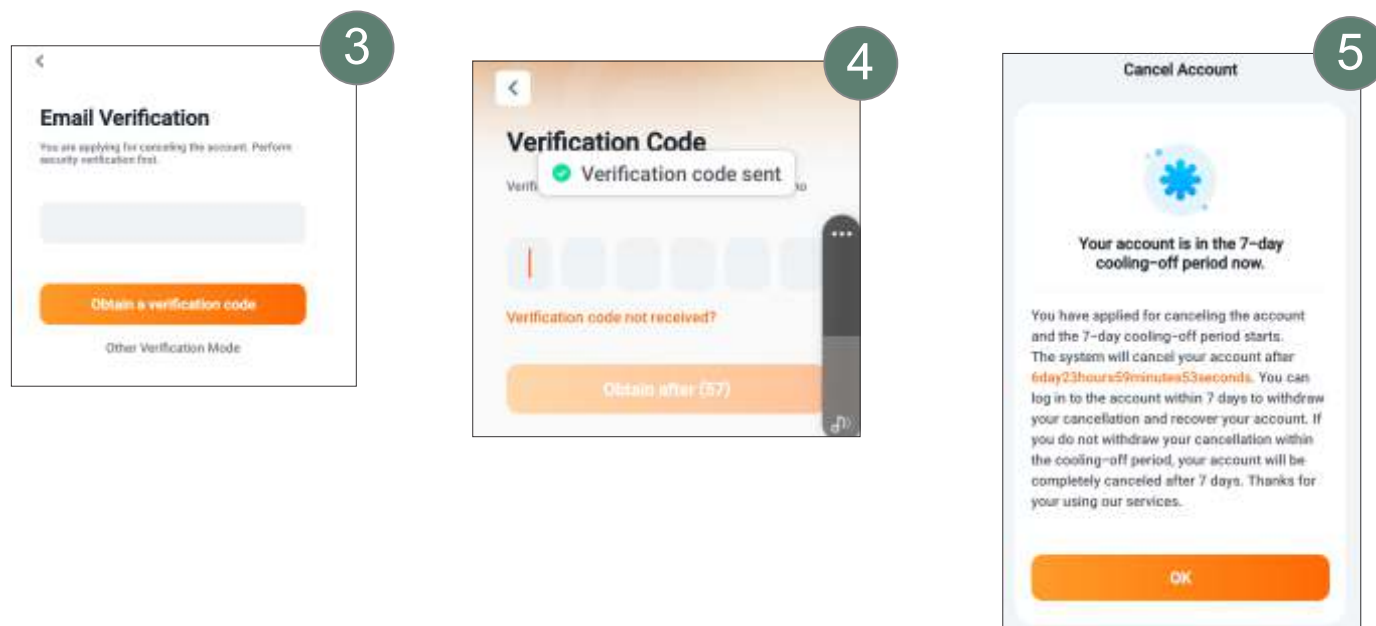 3
Email Verification
You are applying for canceling the account. Perform
security verification first.
Obtain a verification code
Other Verification Mode
4
Verification Code
Verification code sent
Verification code not received?
Obtain after (57)
5
Cancel Account
Your account is in the 7-day
cooling-off period now.
You have applied for canceling the account
and the 7-day cooling-off period starts.
The system will cancel your account after
6day23hours59minutes53seconds. You can
log in to the account within 7 days to withdraw
your cancellation and recover your account. If
you do not withdraw your cancellation within
the cooling-off period, your account will be
completely canceled after 7 days. Thanks for
your using our services.
OK